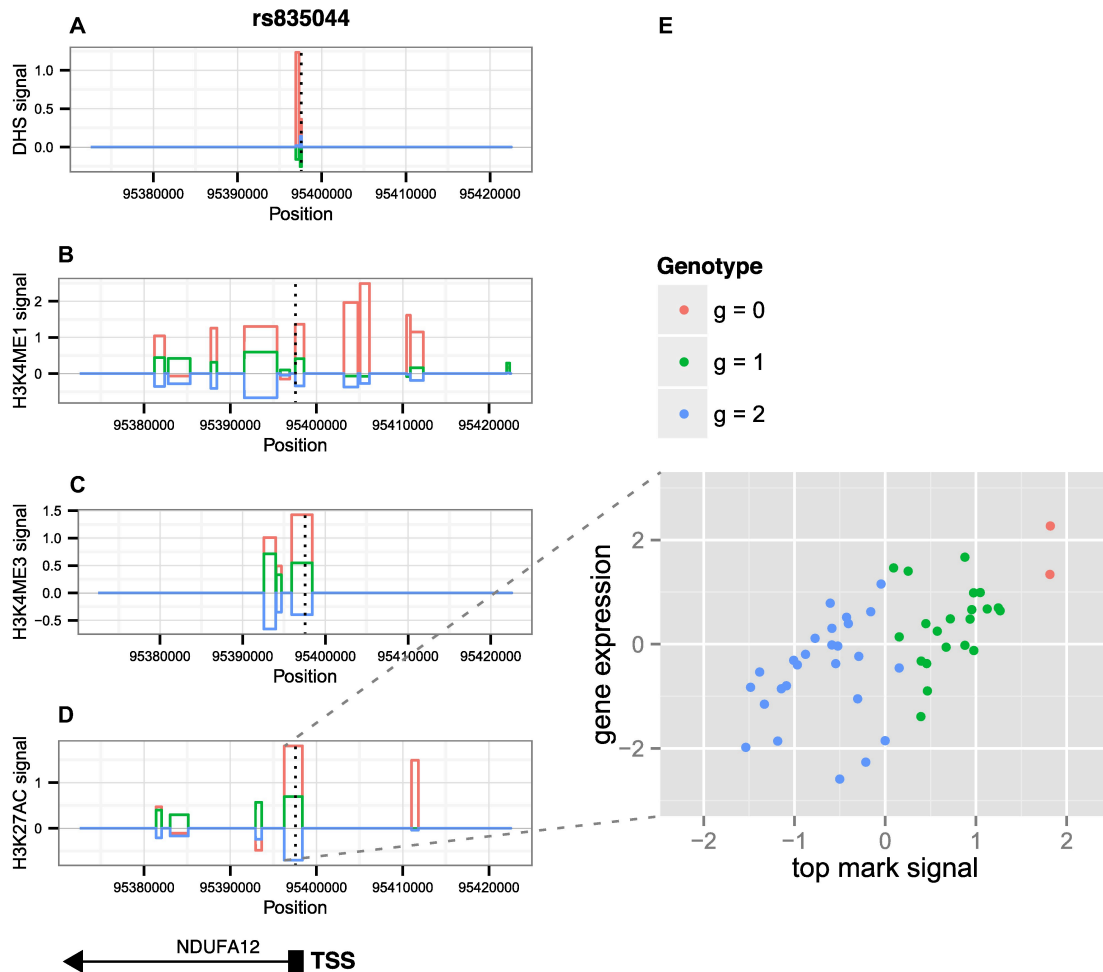 rs835044
A
DHS signal
1.0
0.5
0.0
95380000 95390000 95400000 95410000 95420000
Position
B
H3K4ME1 signal
2
1
0
95380000 95390000 95400000 95410000 95420000
Position
C
H3K4ME3 signal
1.5
1.0
0.5
0.0
−0.5
95380000 95390000 95400000 95410000 95420000
Position
D
H3K27AC signal
1
0
95380000 95390000 95400000 95410000 95420000
Position
NDUFA12
TSS
E
Genotype
g = 0
g = 1
g = 2
gene expression
2
0
−2
−2 −1 0 1 2
top mark signal